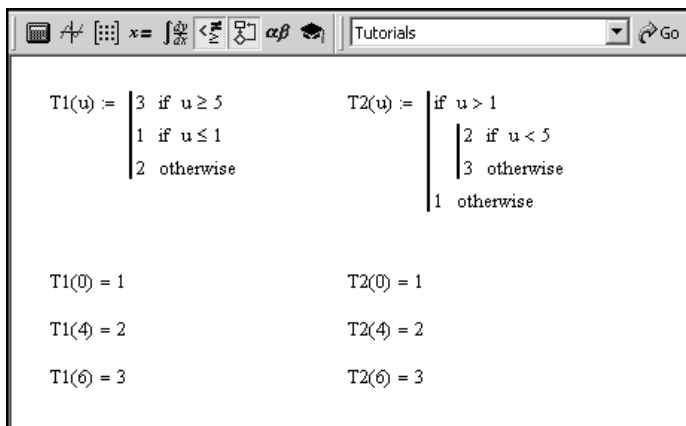 x= αβ Tutorials Go
T1(u) := 3 if u ≥ 5
1 if u ≤ 1
2 otherwise
T2(u) := if u > 1
2 if u < 5
3 otherwise
1 otherwise
T1(0) = 1 T2(0) = 1
T1(4) = 2 T2(4) = 2
T1(6) = 3 T2(6) = 3